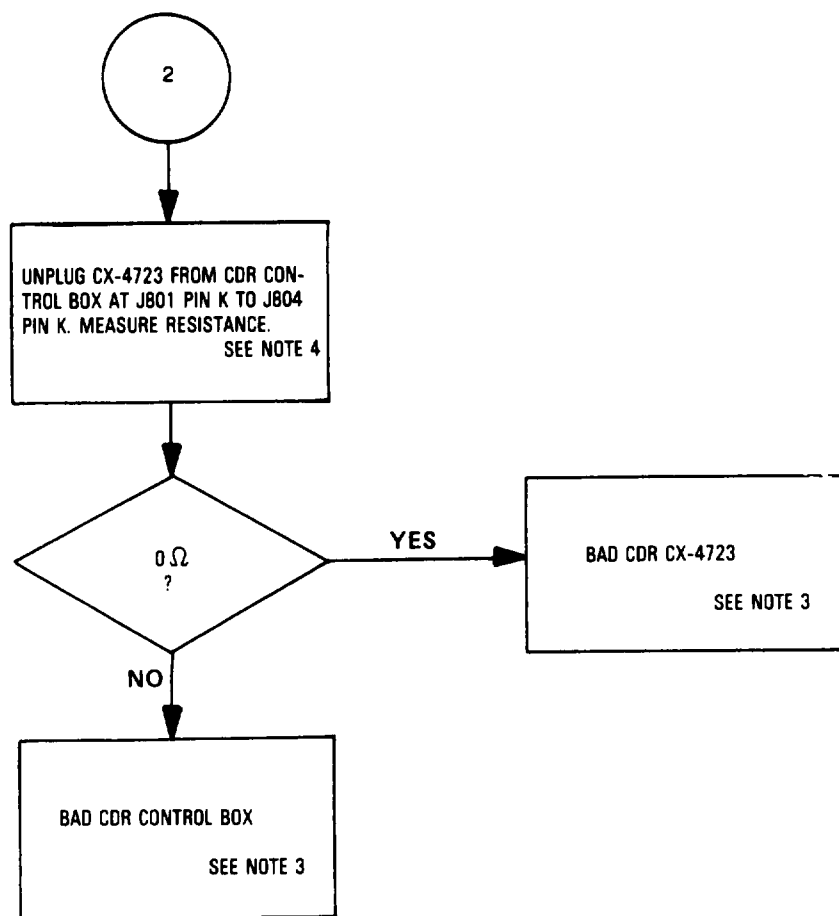 2
UNPLUG CX-4723 FROM CDR CON-
TROL BOX AT J801 PIN K TO J804
PIN K. MEASURE RESISTANCE.
SEE NOTE 4
0 Ω
?
YES
BAD CDR CX-4723
SEE NOTE 3
NO
BAD CDR CONTROL BOX
SEE NOTE 3